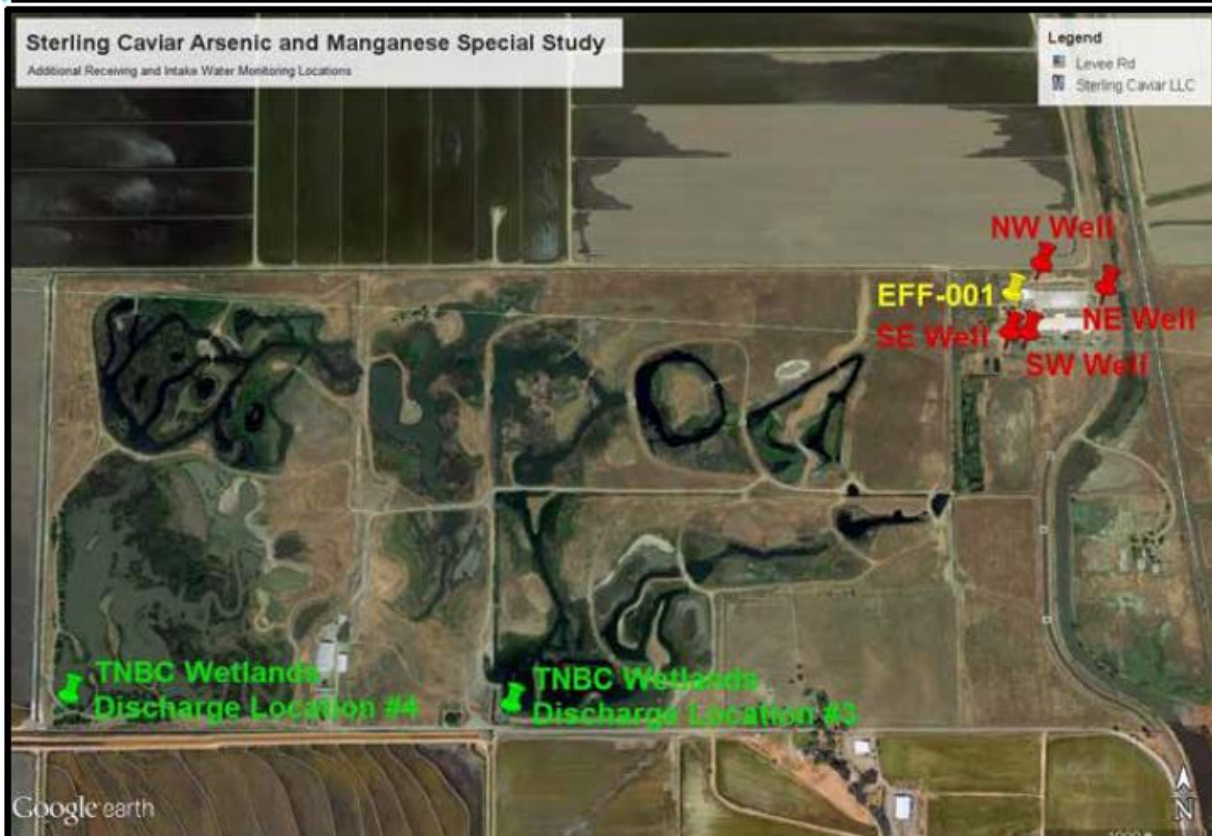 Sterling Caviar Arsenic and Manganese Special Study
Additional Receiving and Intake Water Monitoring Locations
Legend
Levee Rd
Sterling Caviar LLC
NW Well
EFF-001
NE Well
SE Well
SW Well
TNBC Wetlands
Discharge Location #4
TNBC Wetlands
Discharge Location #3
Google earth
N